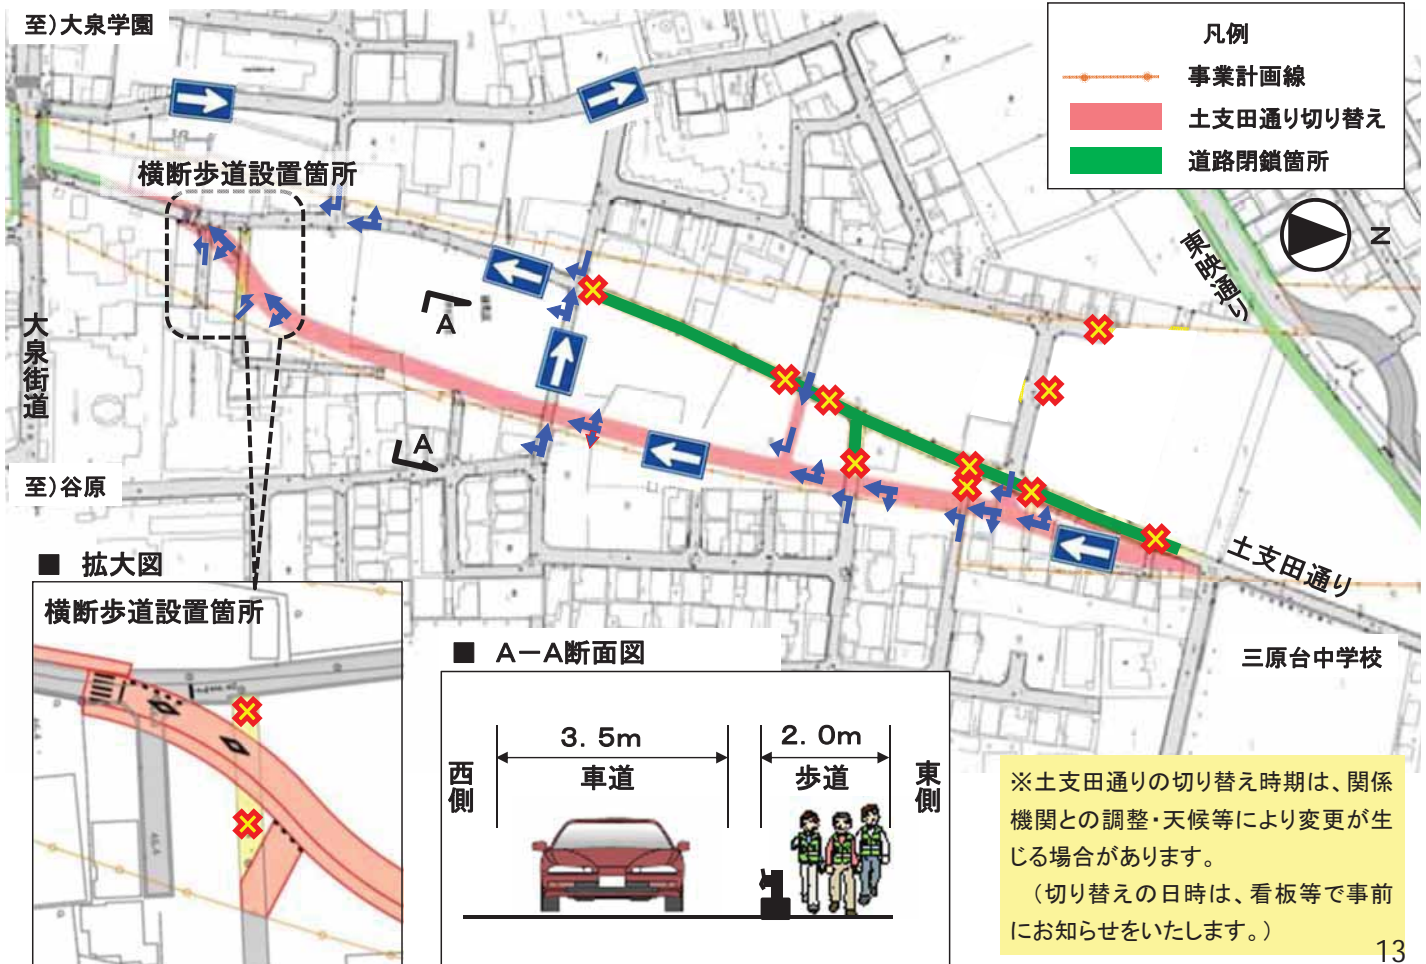 至)大泉学園
凡例
事業計画線
土支田通り切り替え
道路閉鎖箇所
横断歩道設置箇所
N
東映通り
大泉街道
A
A
至)谷原
土支田通り
三原台中学校
■ 拡大図
横断歩道設置箇所
■ A－A断面図
3．5m
2．0m
車道
歩道
西側
東側
※土支田通りの切り替え時期は、関係
機関との調整・天候等により変更が生
じる場合があります。
（切り替えの日時は、看板等で事前
にお知らせをいたします。）
13